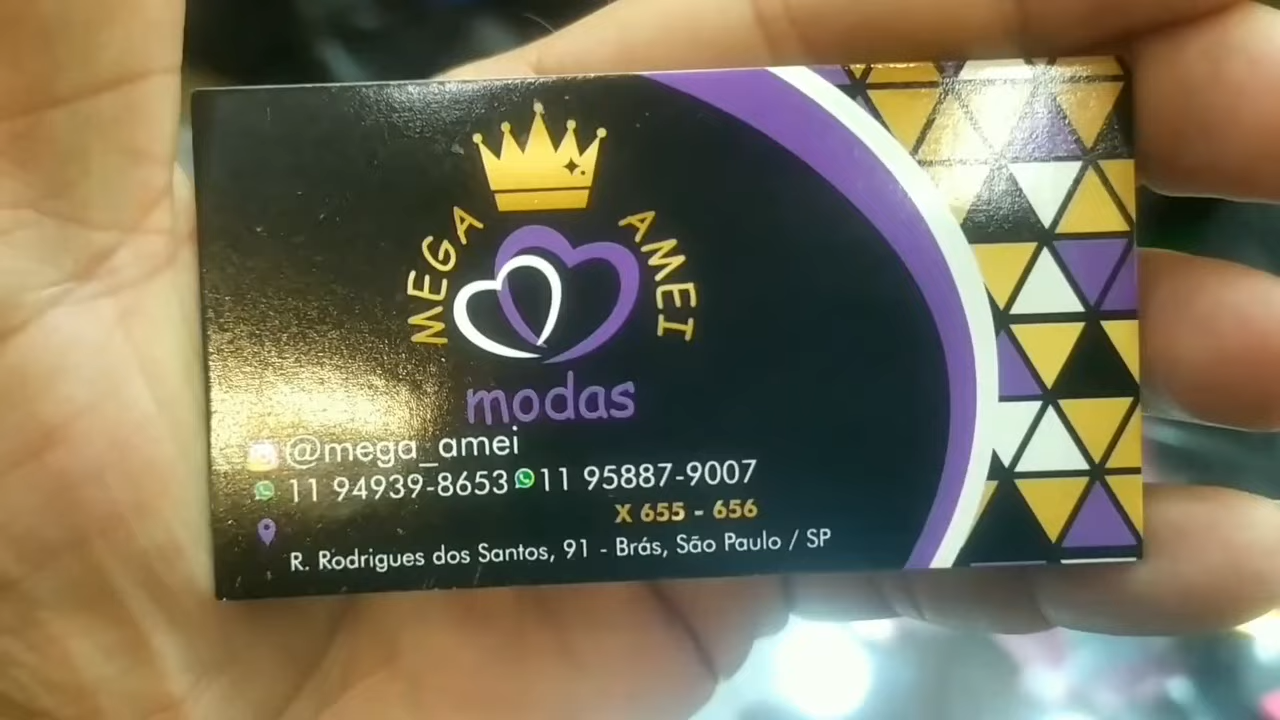 MEGA AMEI
modas
@mega_amei
11 94939-8653 11 95887-9007
X 655 - 656
R. Rodrigues dos Santos, 91 - Brás, São Paulo / SP